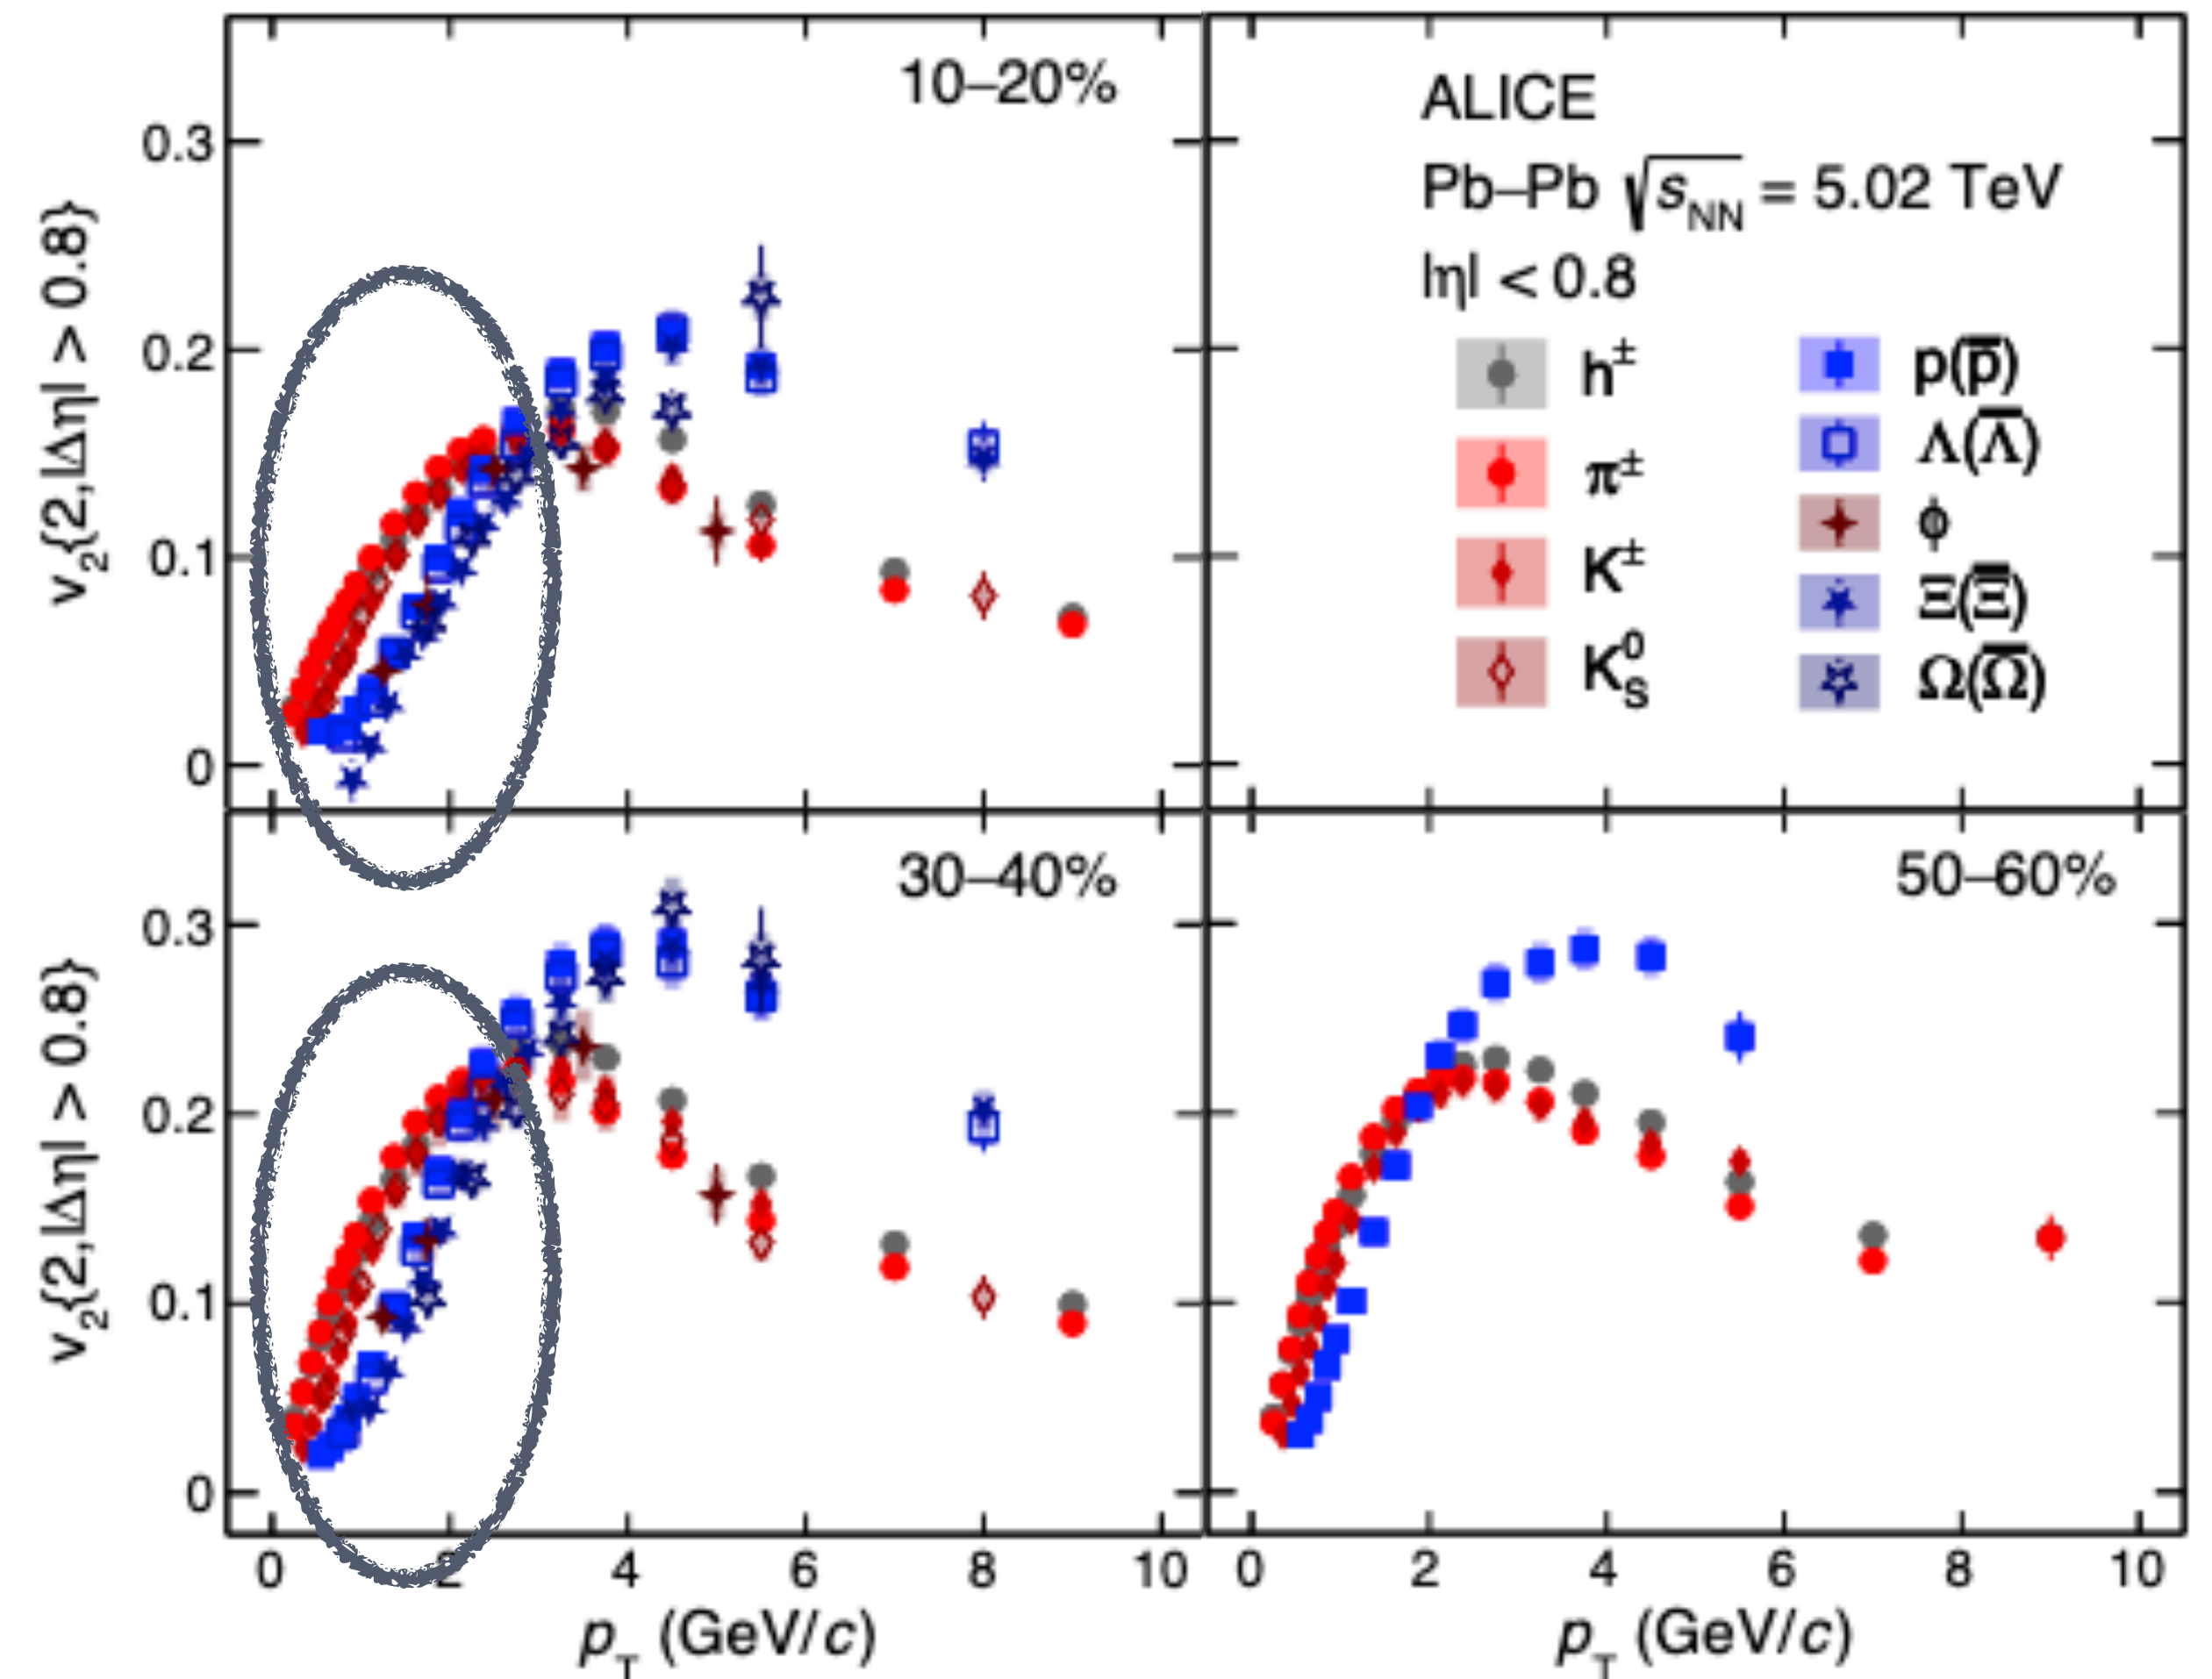 10–20%
ALICE
Pb–Pb √sNN = 5.02 TeV
|η| < 0.8
h±
p(p̅)
π±
Λ(Λ̅)
K±
ϕ
Ξ(Ξ̅)
K0S
Ω(Ω̅)
v2{2,|Δη| > 0.8}
0.3
0.2
0.1
0
30–40%
50–60%
v2{2,|Δη| > 0.8}
0.3
0.2
0.1
0
0 2 4 6 8 10
0 2 4 6 8 10
pT (GeV/c)
pT (GeV/c)